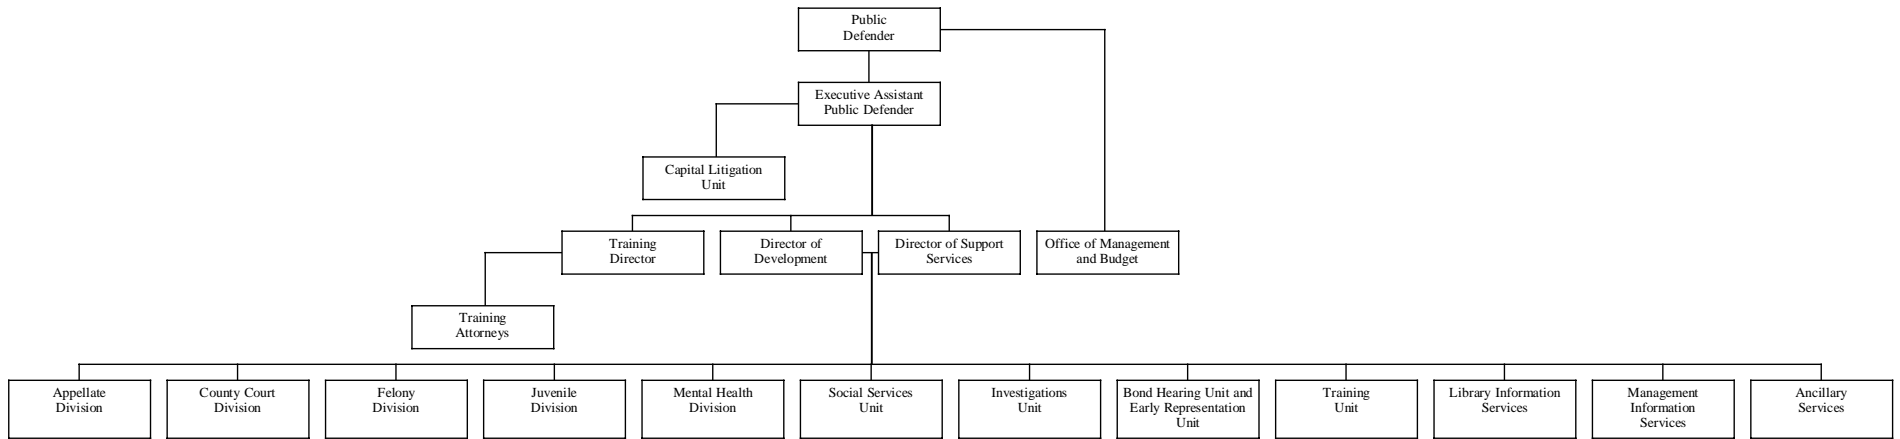 Public
Defender
Executive Assistant
Public Defender
Capital Litigation
Unit
Training
Director
Director of
Development
Director of Support
Services
Office of Management
and Budget
Training
Attorneys
Appellate
Division
County Court
Division
Felony
Division
Juvenile
Division
Mental Health
Division
Social Services
Unit
Investigations
Unit
Bond Hearing Unit and
Early Representation
Unit
Training
Unit
Library Information
Services
Management
Information
Services
Ancillary
Services